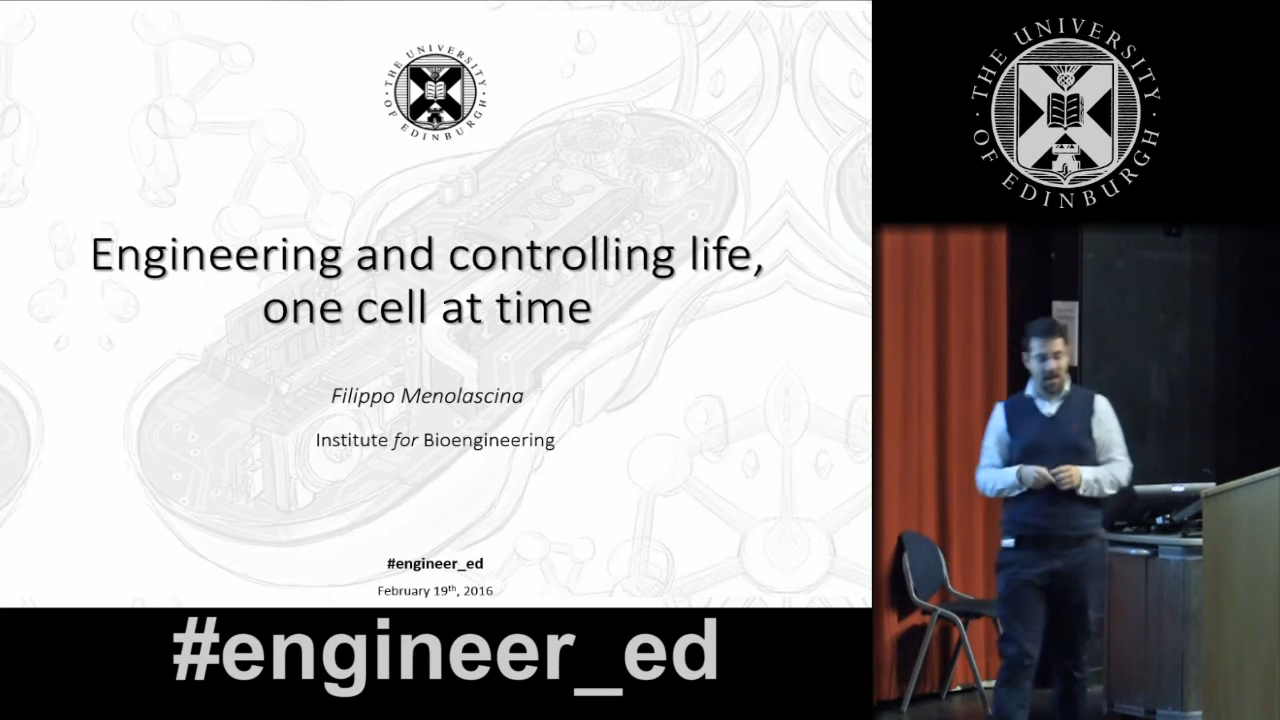 THE UNIVERSITY OF EDINBURGH
Engineering and controlling life,
one cell at time
Filippo Menolascina
Institute for Bioengineering
#engineer_ed
February 19th, 2016
#engineer_ed
THE UNIVERSITY OF EDINBURGH